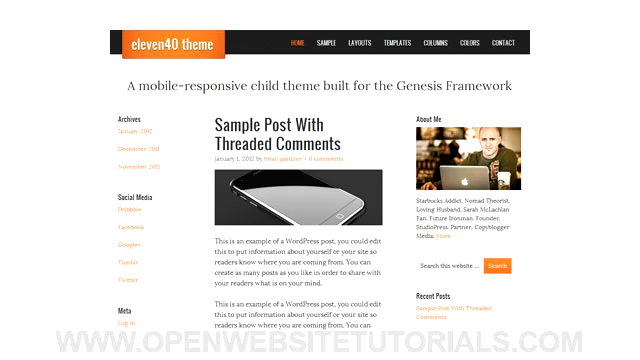 eleven40 theme
HOME SAMPLE LAYOUTS TEMPLATES COLUMNS COLORS CONTACT
A mobile-responsive child theme built for the Genesis Framework
Archives
January 2012
December 2011
November 2011
Social Media
Dribbble
Facebook
Google+
Tumblr
Twitter
Meta
Log in
Sample Post With
Threaded Comments
january 1, 2012 by brian gardner · 6 comments
This is an example of a WordPress post, you could edit
this to put information about yourself or your site so
readers know where you are coming from. You can
create as many posts as you like in order to share with
your readers what is on your mind.
This is an example of a WordPress post, you could edit
this to put information about yourself or your site so
readers know where you are coming from. You can
About Me
Starbucks Addict, Nomad Theorist,
Loving Husband, Sarah McLachlan
Fan, Future Ironman, Founder,
StudioPress, Partner, Copyblogger
Media. More
Search this website ... Search
Recent Posts
Sample Post With Threaded
Comments
WWW.OPENWEBSITETUTORIALS.COM